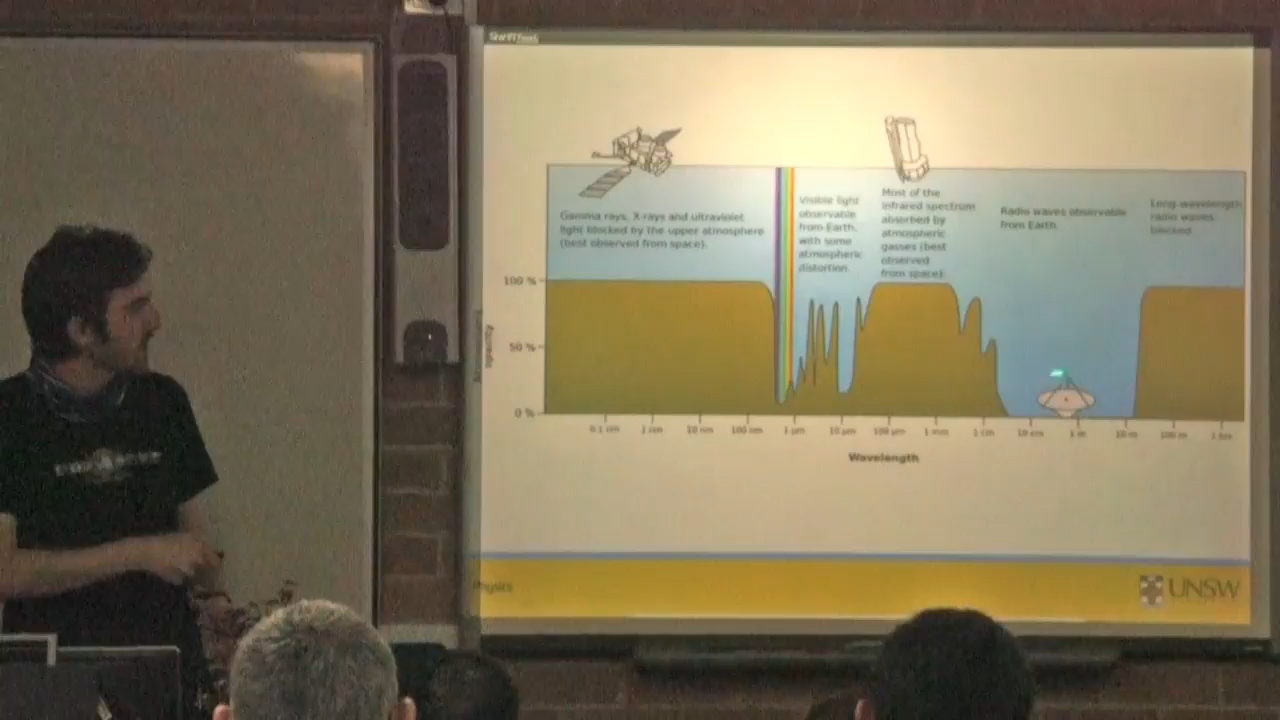 Gamma rays, X-rays and ultraviolet
light blocked by the upper atmosphere
(best observed from space).
Visible light
observable
from Earth,
with some
atmospheric
distortion.
Most of the
infrared spectrum
absorbed by
atmospheric
gasses (best
observed
from space).
Radio waves observable
from Earth.
Long-wavelength
radio waves
blocked.
100 %
50 %
0 %
opacity
0.1 nm
1 nm
10 nm
100 nm
1 μm
10 μm
100 μm
1 mm
1 cm
10 cm
1 m
10 m
100 m
1 km
Wavelength
Physics
UNSW